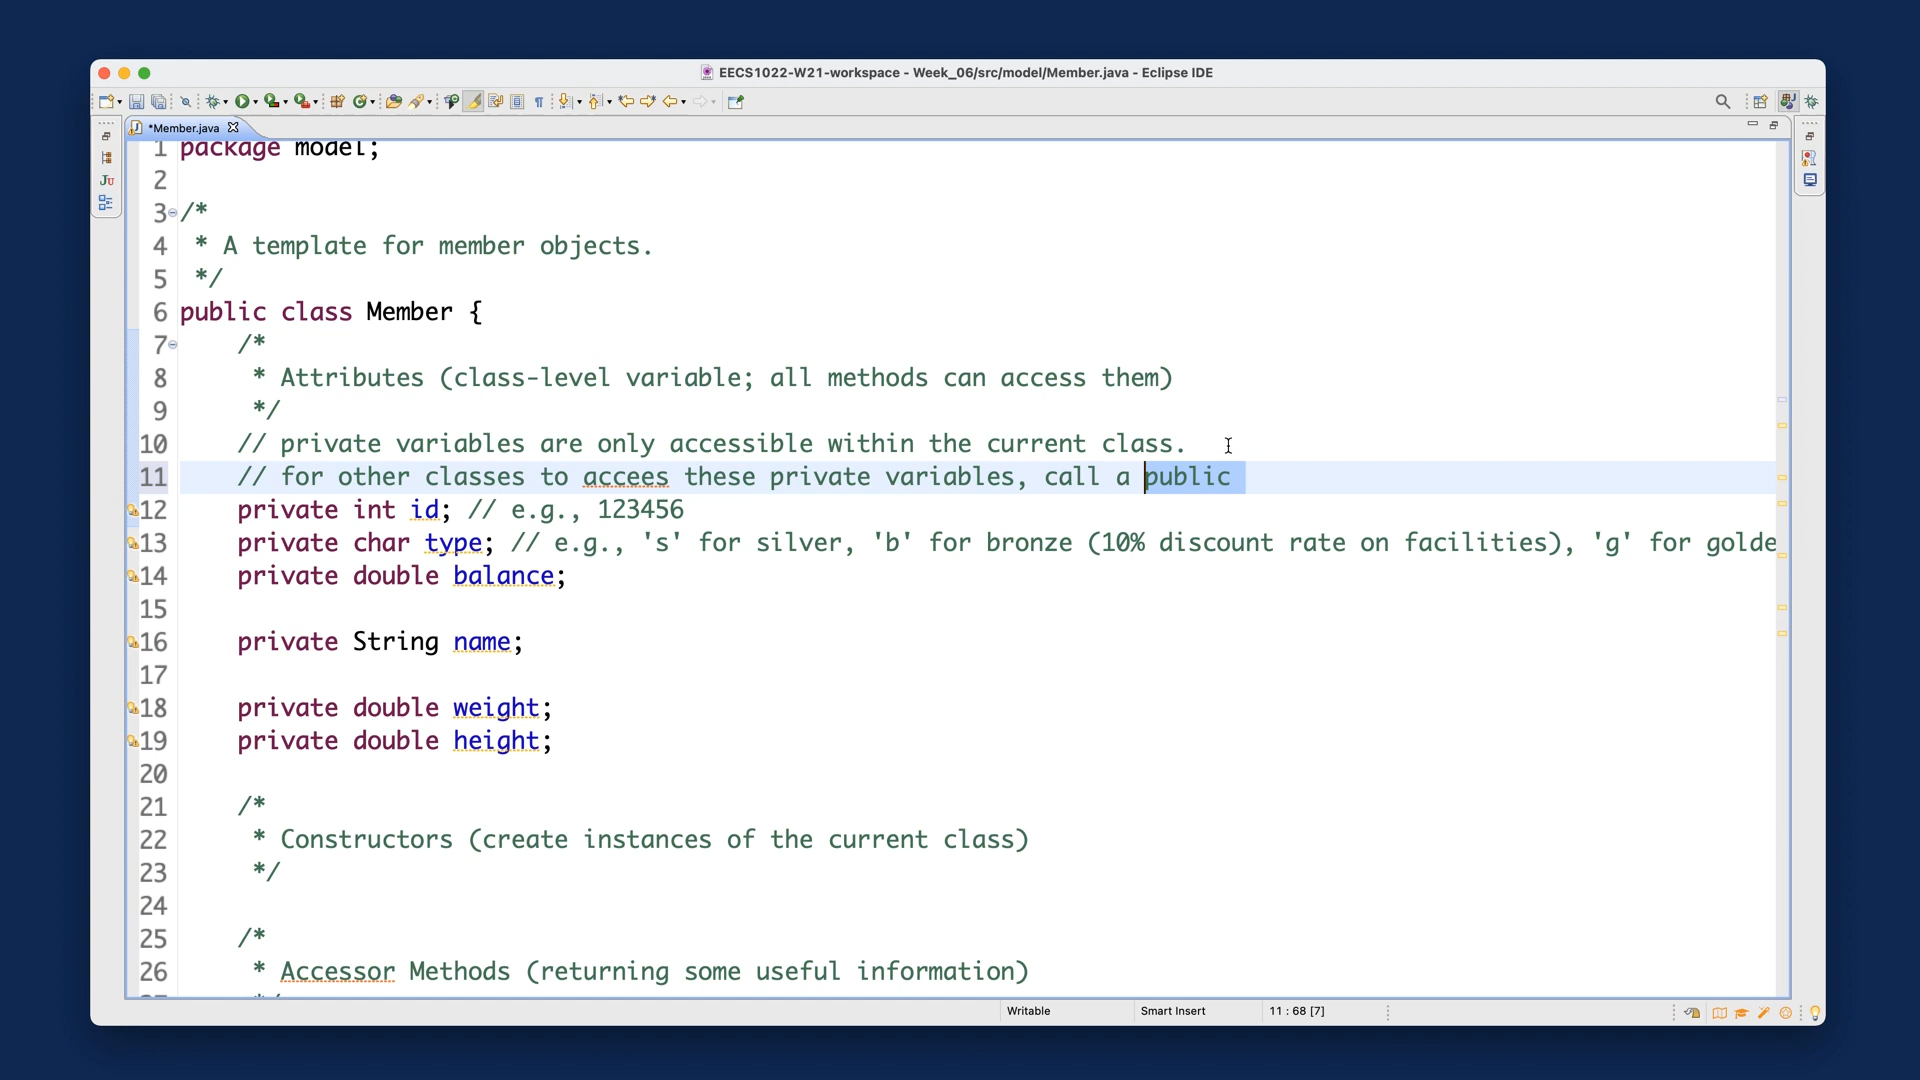 EECS1022-W21-workspace - Week_06/src/model/Member.java - Eclipse IDE
*Member.java
1 package model;
2
3 /*
4 * A template for member objects.
5 */
6 public class Member {
7 /*
8 * Attributes (class-level variable; all methods can access them)
9 */
10 // private variables are only accessible within the current class.
11 // for other classes to accees these private variables, call a public
12 private int id; // e.g., 123456
13 private char type; // e.g., 's' for silver, 'b' for bronze (10% discount rate on facilities), 'g' for golde
14 private double balance;
15
16 private String name;
17
18 private double weight;
19 private double height;
20
21 /*
22 * Constructors (create instances of the current class)
23 */
24
25 /*
26 * Accessor Methods (returning some useful information)
Writable Smart Insert 11 : 68 [7]